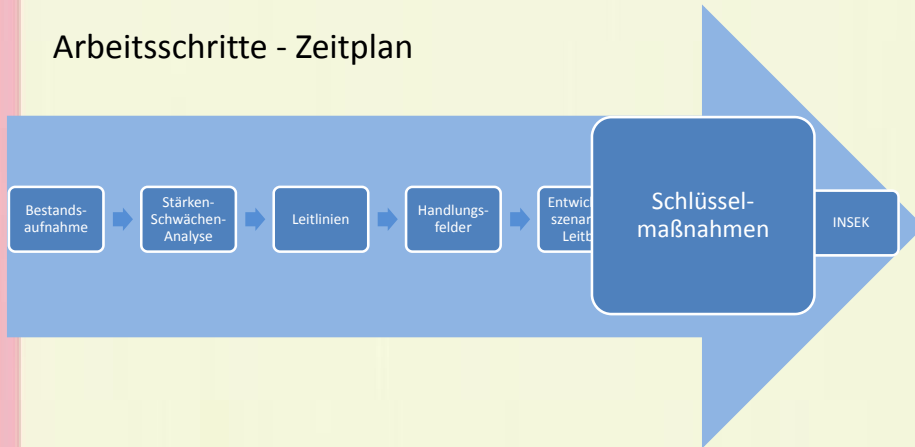 Arbeitsschritte - Zeitplan
Bestands-
aufnahme
Stärken-
Schwächen-
Analyse
Leitlinien
Handlungs-
felder
Schlüssel-
maßnahmen
INSEK